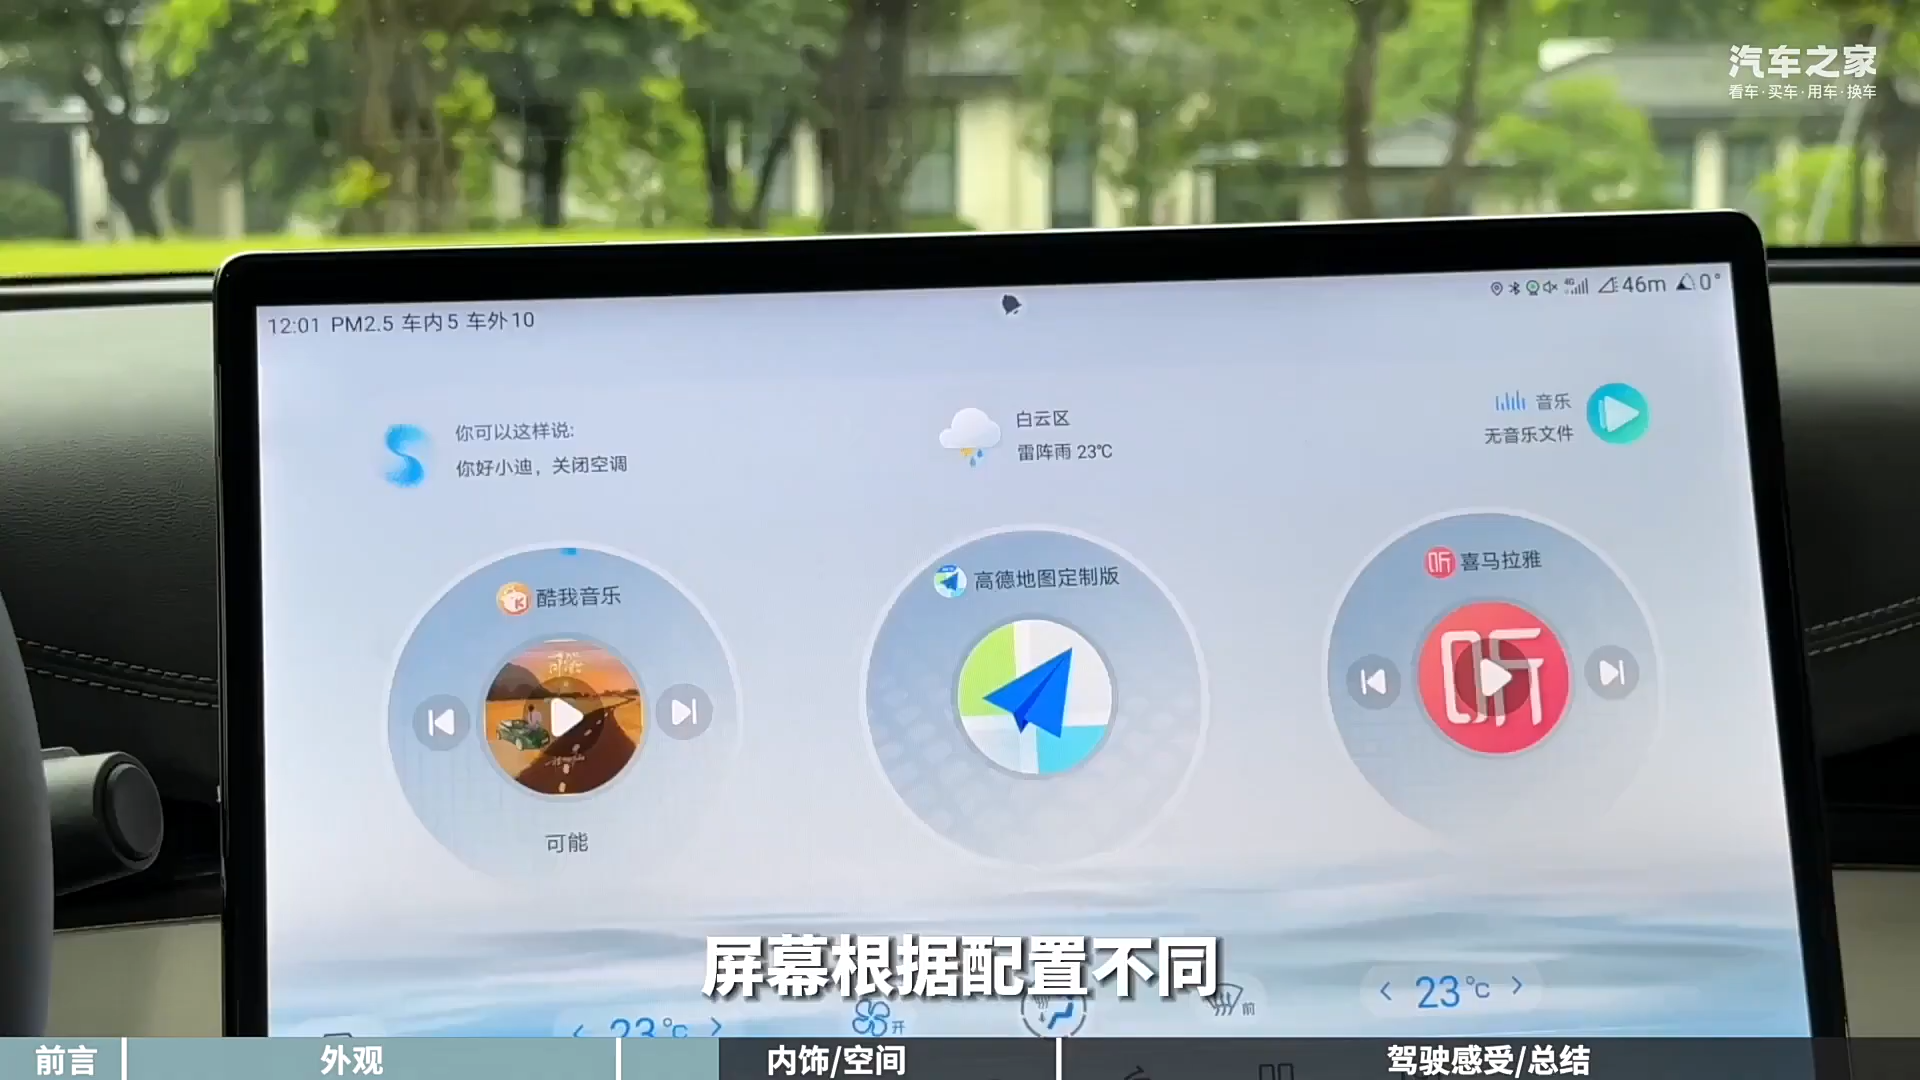 汽车之家
看车·买车·用车·换车
12:01 PM2.5 车内5 车外10
4G
46m
0°
你可以这样说:
你好小迪，关闭空调
白云区
雷阵雨 23℃
音乐
无音乐文件
酷我音乐
高德地图定制版
喜马拉雅
听
可能
屏幕根据配置不同
23℃
开
前
23℃
前言
外观
内饰/空间
驾驶感受/总结